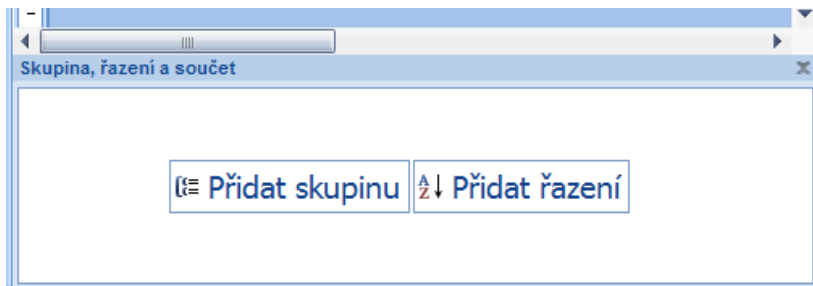 Skupina, řazení a součet
Přidat skupinu
Přidat řazení